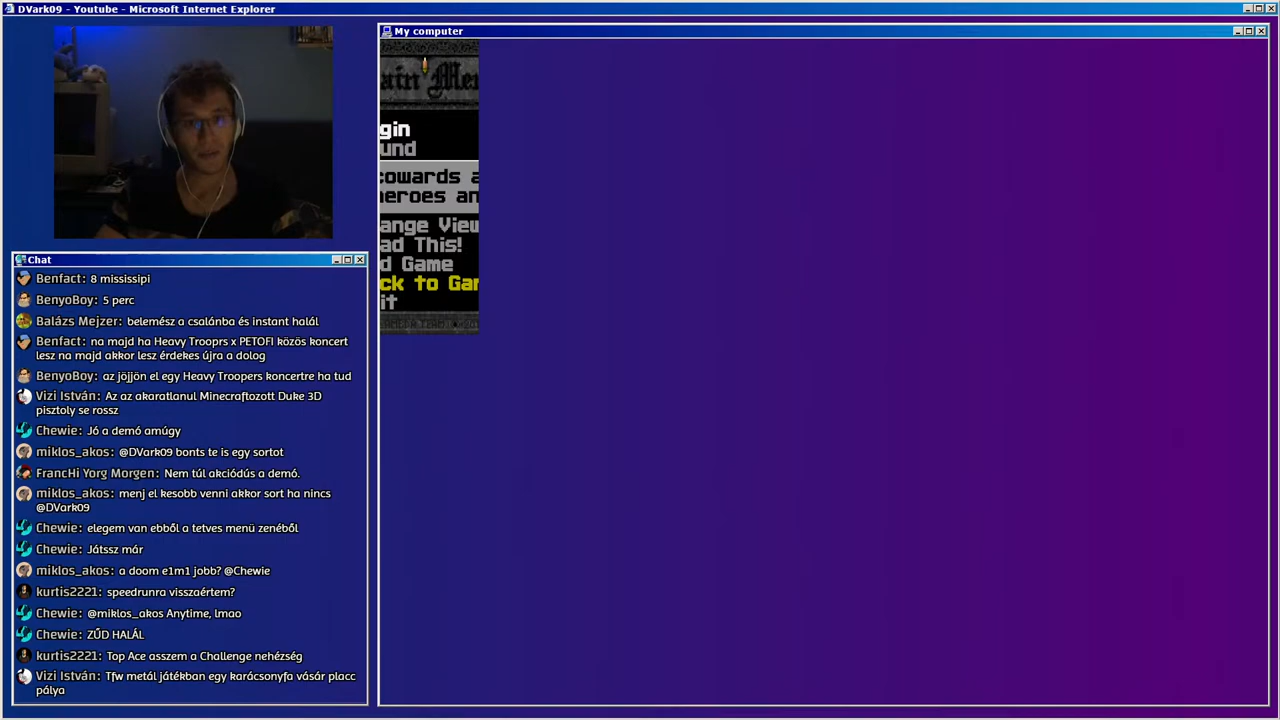 DVark09 - Youtube - Microsoft Internet Explorer
My computer
ain Men
gin
und
cowards a
heroes an
ange View
ad This!
d Game
ck to Gam
it
Chat
Benfact: 8 mississipi
BenyoBoy: 5 perc
Balázs Mejzer: belemész a csalánba és instant halál
Benfact: na majd ha Heavy Trooprs x PETOFI közös koncert
lesz na majd akkor lesz érdekes újra a dolog
BenyoBoy: az jöjjön el egy Heavy Troopers koncertre ha tud
Vizi István: Az az akaratlanul Minecraftozott Duke 3D
pisztoly se rossz
Chewie: Jó a demó amúgy
miklos_akos: @DVark09 bonts te is egy sortot
FrancHi Yorg Morgen: Nem túl akciódús a demó.
miklos_akos: menj el kesobb venni akkor sort ha nincs
@DVark09
Chewie: elegem van ebből a tetves menü zenéből
Chewie: Játssz már
miklos_akos: a doom e1m1 jobb? @Chewie
kurtis2221: speedrunra visszaértem?
Chewie: @miklos_akos Anytime, lmao
Chewie: ZŰD HALÁL
kurtis2221: Top Ace asszem a Challenge nehézség
Vizi István: Tfw metál játékban egy karácsonyfa vásár placc
pálya